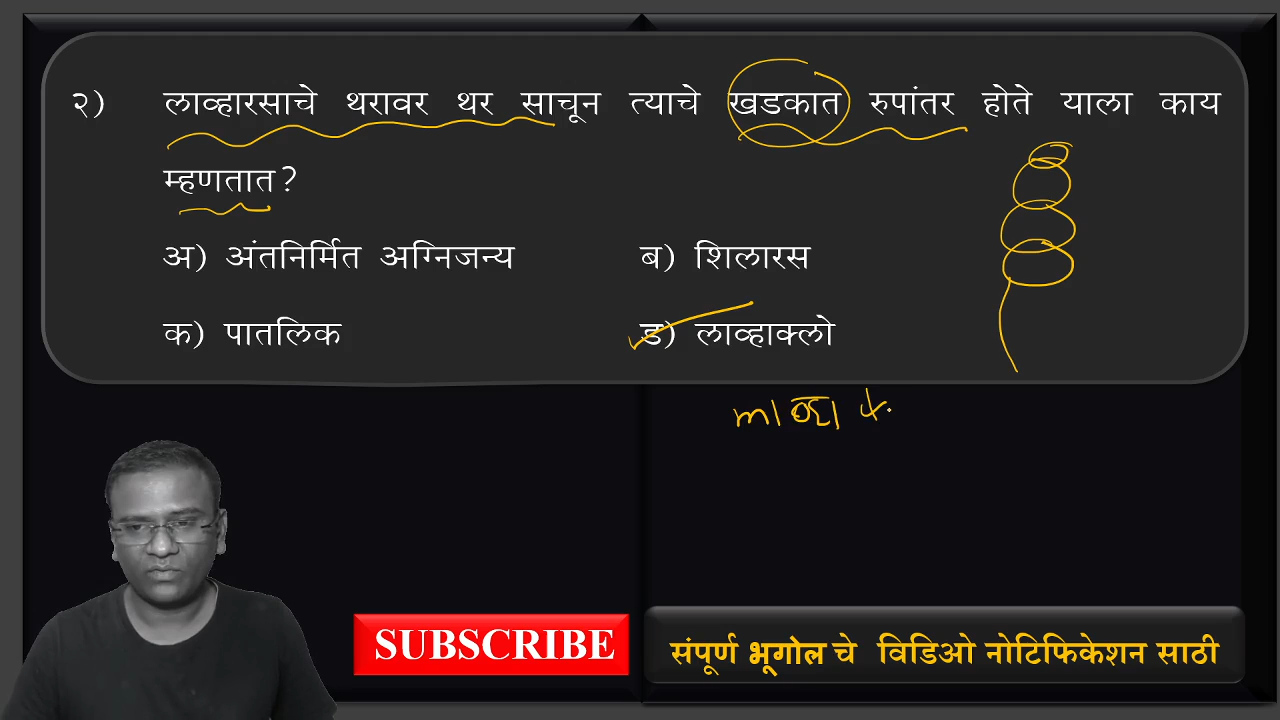 २) लाव्हारसाचे थरावर थर साचून त्याचे खडकात रुपांतर होते याला काय
म्हणतात?
अ) अंतनिर्मित अग्निजन्य ब) शिलारस
क) पातलिक ड) लाव्हाक्लो
SUBSCRIBE
संपूर्ण भूगोल चे विडिओ नोटिफिकेशन साठी